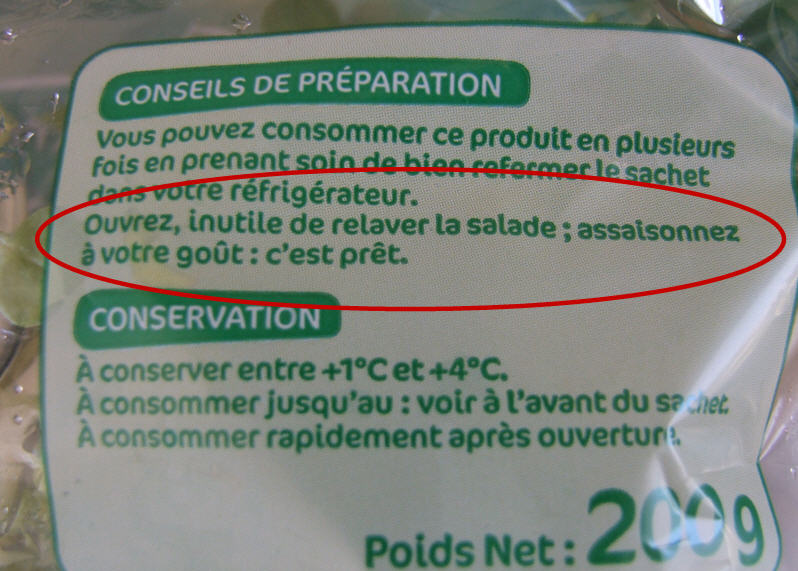 CONSEILS DE PRÉPARATION
Vous pouvez consommer ce produit en plusieurs
fois en prenant soin de bien refermer le sachet
dans votre réfrigérateur.
Ouvrez, inutile de relaver la salade ; assaisonnez
à votre goût : c'est prêt.
CONSERVATION
À conserver entre +1°C et +4°C.
À consommer jusqu'au : voir à l'avant du sachet.
À consommer rapidement après ouverture.
Poids Net : 200g